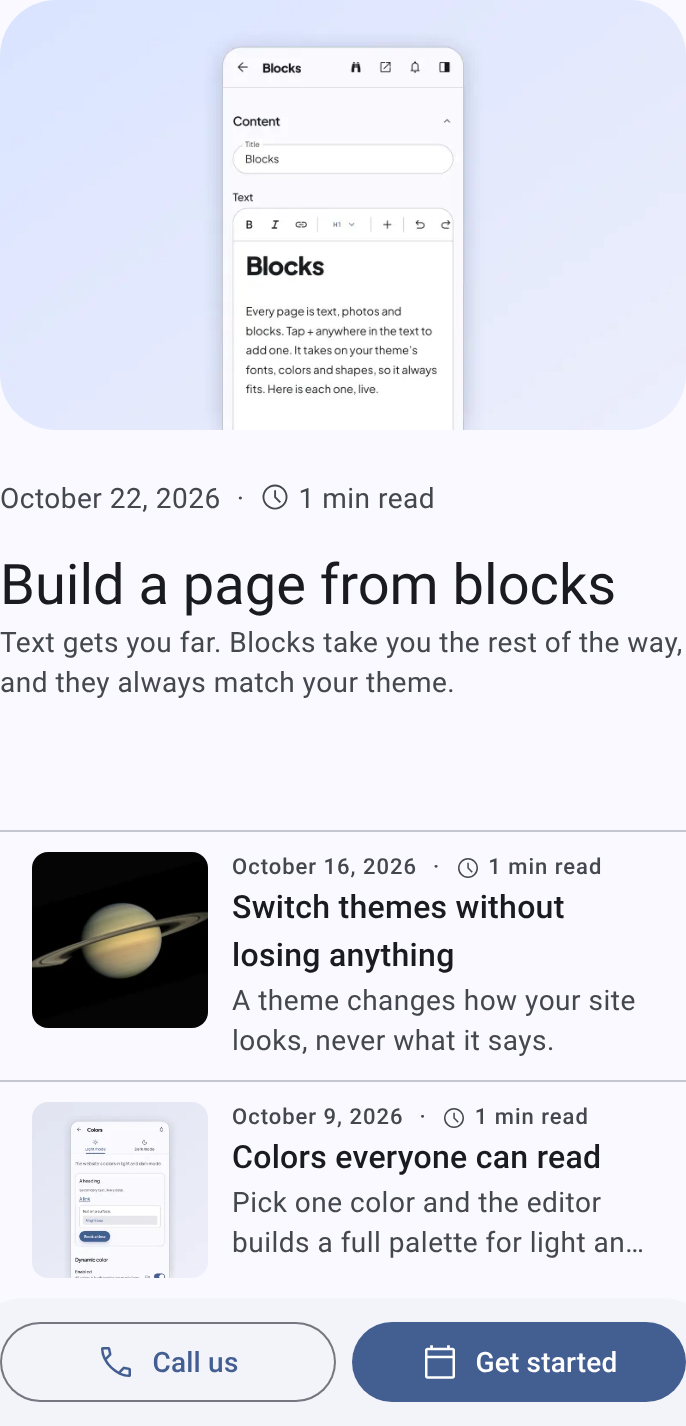 Blocks
Content
Title
Blocks
Text
B I H1
Blocks
Every page is text, photos and
blocks. Tap + anywhere in the text to
add one. It takes on your theme's
fonts, colors and shapes, so it always
fits. Here is each one, live.
October 22, 2026 · 1 min read
Build a page from blocks
Text gets you far. Blocks take you the rest of the way,
and they always match your theme.
October 16, 2026 · 1 min read
Switch themes without
losing anything
A theme changes how your site
looks, never what it says.
October 9, 2026 · 1 min read
Colors everyone can read
Pick one color and the editor
builds a full palette for light an…
Colors
Light mode
Dark mode
A heading
Dynamic color
Enabled
Call us
Get started